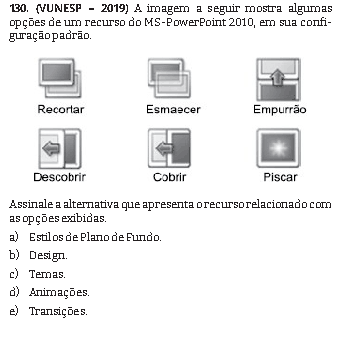 130. (VUNESP – 2019) A imagem a seguir mostra algumas
opções de um recurso do MS-PowerPoint 2010, em sua confi-
guração padrão.
Recortar Esmaecer Empurrão
Descobrir Cobrir Piscar
Assinale a alternativa que apresenta o recurso relacionado com
as opções exibidas.
a) Estilos de Plano de Fundo.
b) Design.
c) Temas.
d) Animações.
e) Transições.